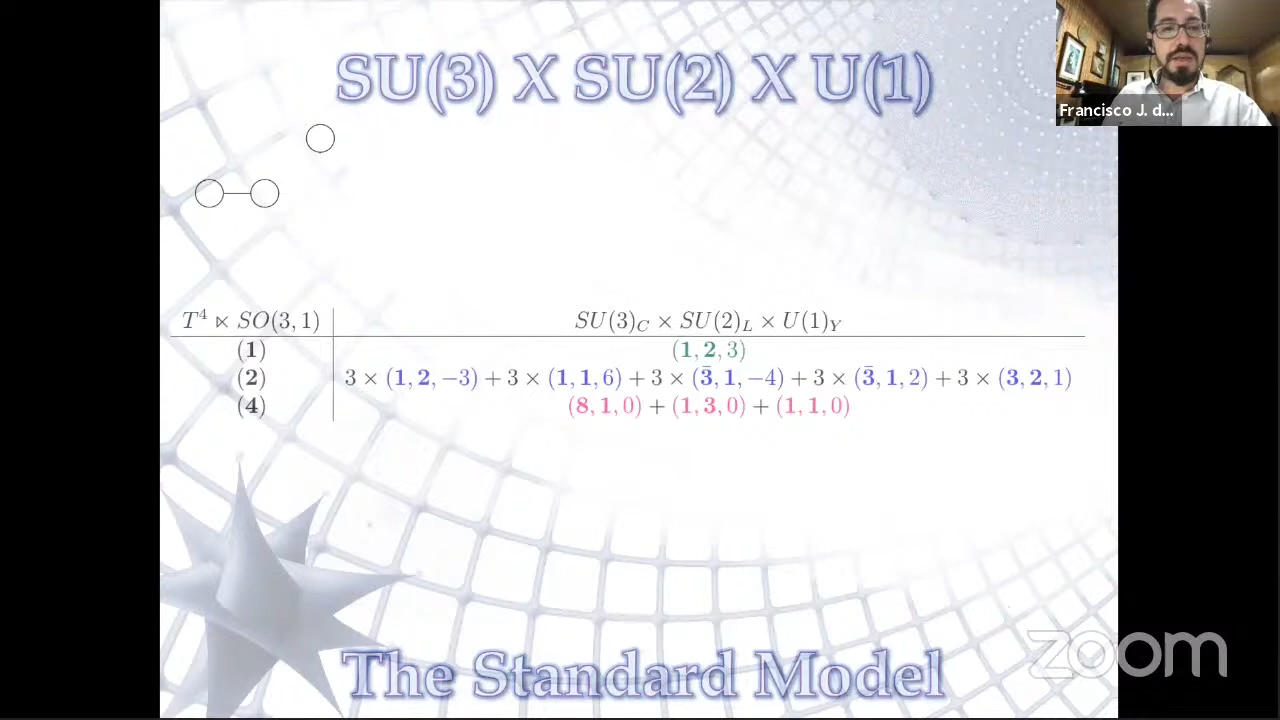 SU(3) X SU(2) X U(1)
Francisco J. d...
T⁴ ⋉ SO(3, 1) SU(3)_C × SU(2)_L × U(1)_Y
(1) (1, 2, 3)
(2) 3 × (1, 2, −3) + 3 × (1, 1, 6) + 3 × (3̄, 1, −4) + 3 × (3̄, 1, 2) + 3 × (3, 2, 1)
(4) (8, 1, 0) + (1, 3, 0) + (1, 1, 0)
The Standard Model
zoom